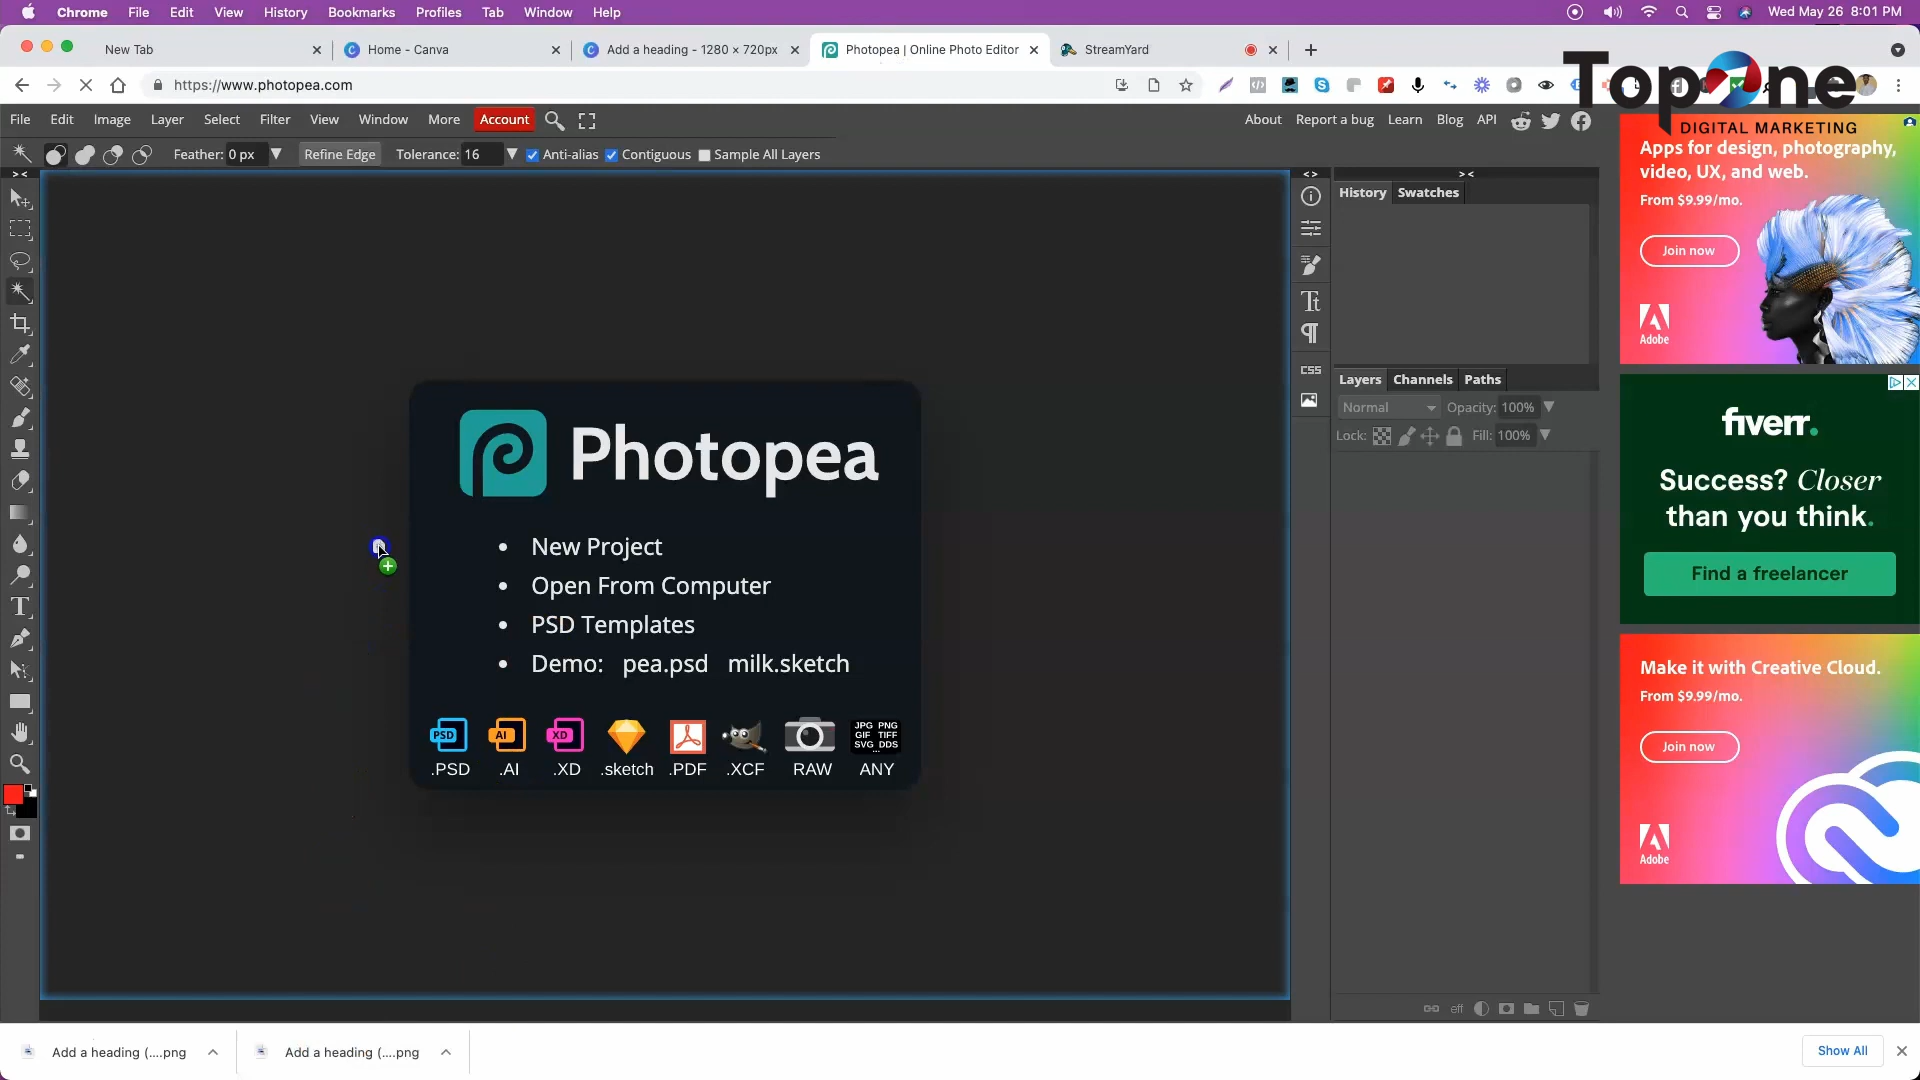 Chrome File Edit View History Bookmarks Profiles Tab Window Help
Wed May 26 8:01 PM
New Tab
Home - Canva
Add a heading - 1280 × 720px
Photopea | Online Photo Editor
StreamYard
https://www.photopea.com
TopOne
DIGITAL MARKETING
File Edit Image Layer Select Filter View Window More Account
About Report a bug Learn Blog API
Feather: 0 px Refine Edge Tolerance: 16 Anti-alias Contiguous Sample All Layers
History Swatches
CSS
Layers Channels Paths
Normal Opacity: 100%
Lock: Fill: 100%
eff
Photopea
New Project
Open From Computer
PSD Templates
Demo: pea.psd milk.sketch
PSD AI XD
JPG PNG
GIF TIFF
SVG DDS
...
.PSD .AI .XD .sketch .PDF .XCF RAW ANY
Apps for design, photography,
video, UX, and web.
From $9.99/mo.
Join now
Adobe
fiverr.
Success? Closer
than you think.
Find a freelancer
Make it with Creative Cloud.
From $9.99/mo.
Join now
Adobe
Add a heading (....png
Add a heading (....png
Show All